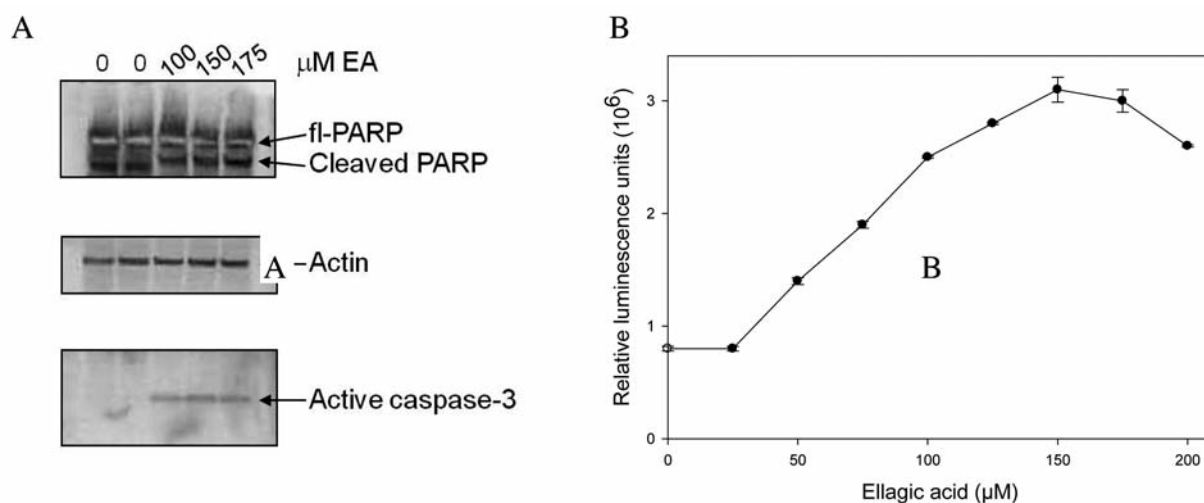 A
0 0 100 150 175 μM EA
fl-PARP
Cleaved PARP
A –Actin
Active caspase-3
B
Relative luminescence units (10⁶)
3
2
1
0
B
0 50 100 150 200
Ellagic acid (µM)